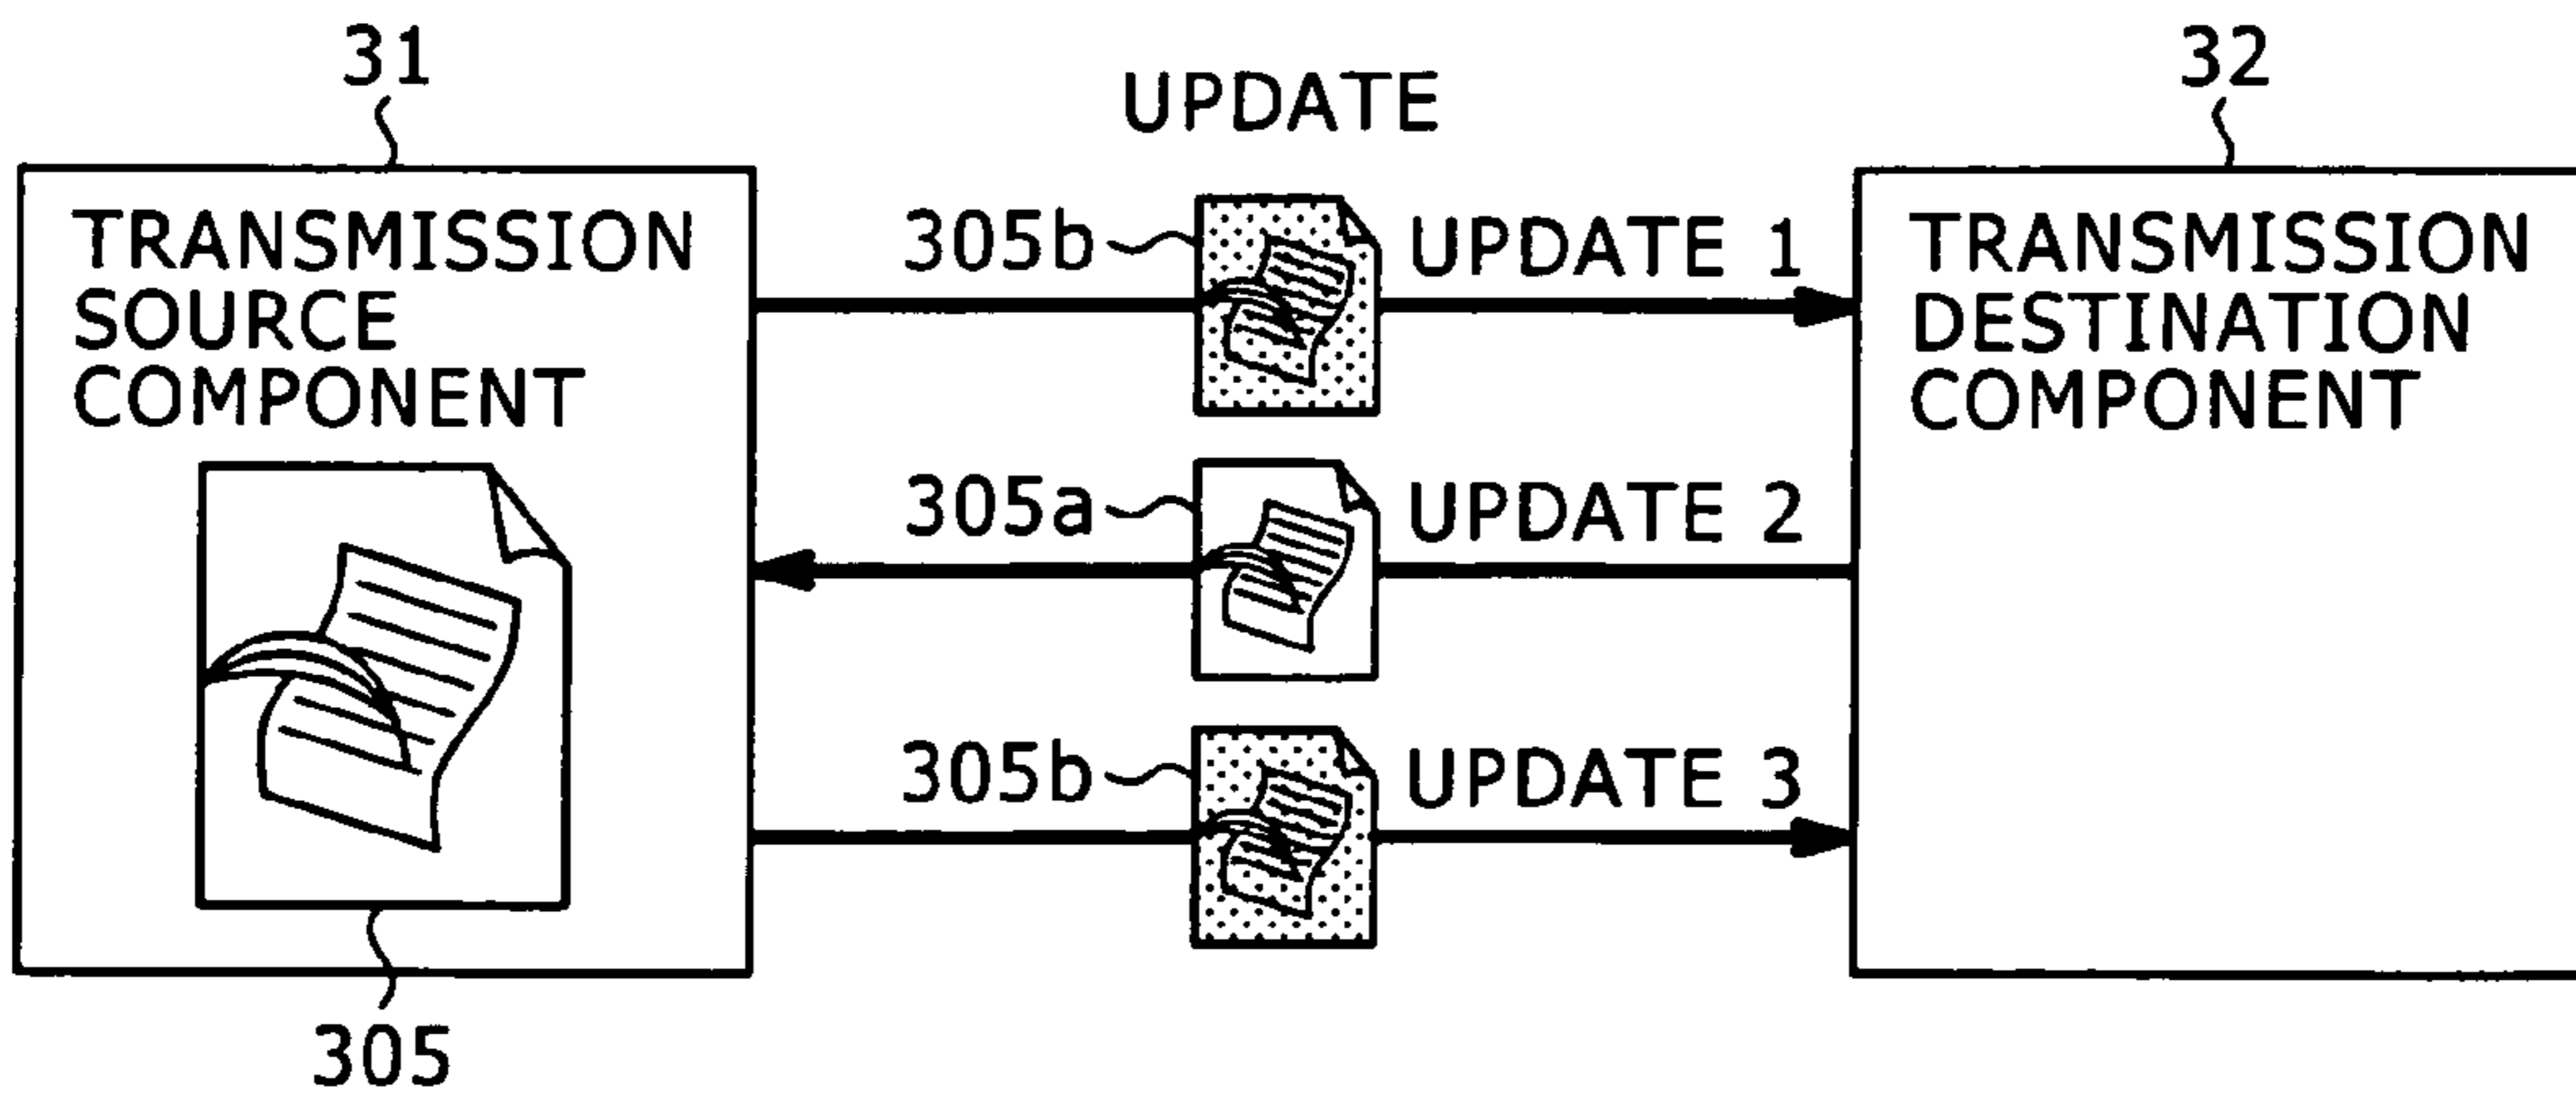 31
32
UPDATE
TRANSMISSION
SOURCE
COMPONENT
305b
UPDATE 1
TRANSMISSION
DESTINATION
COMPONENT
305a
UPDATE 2
305b
UPDATE 3
305